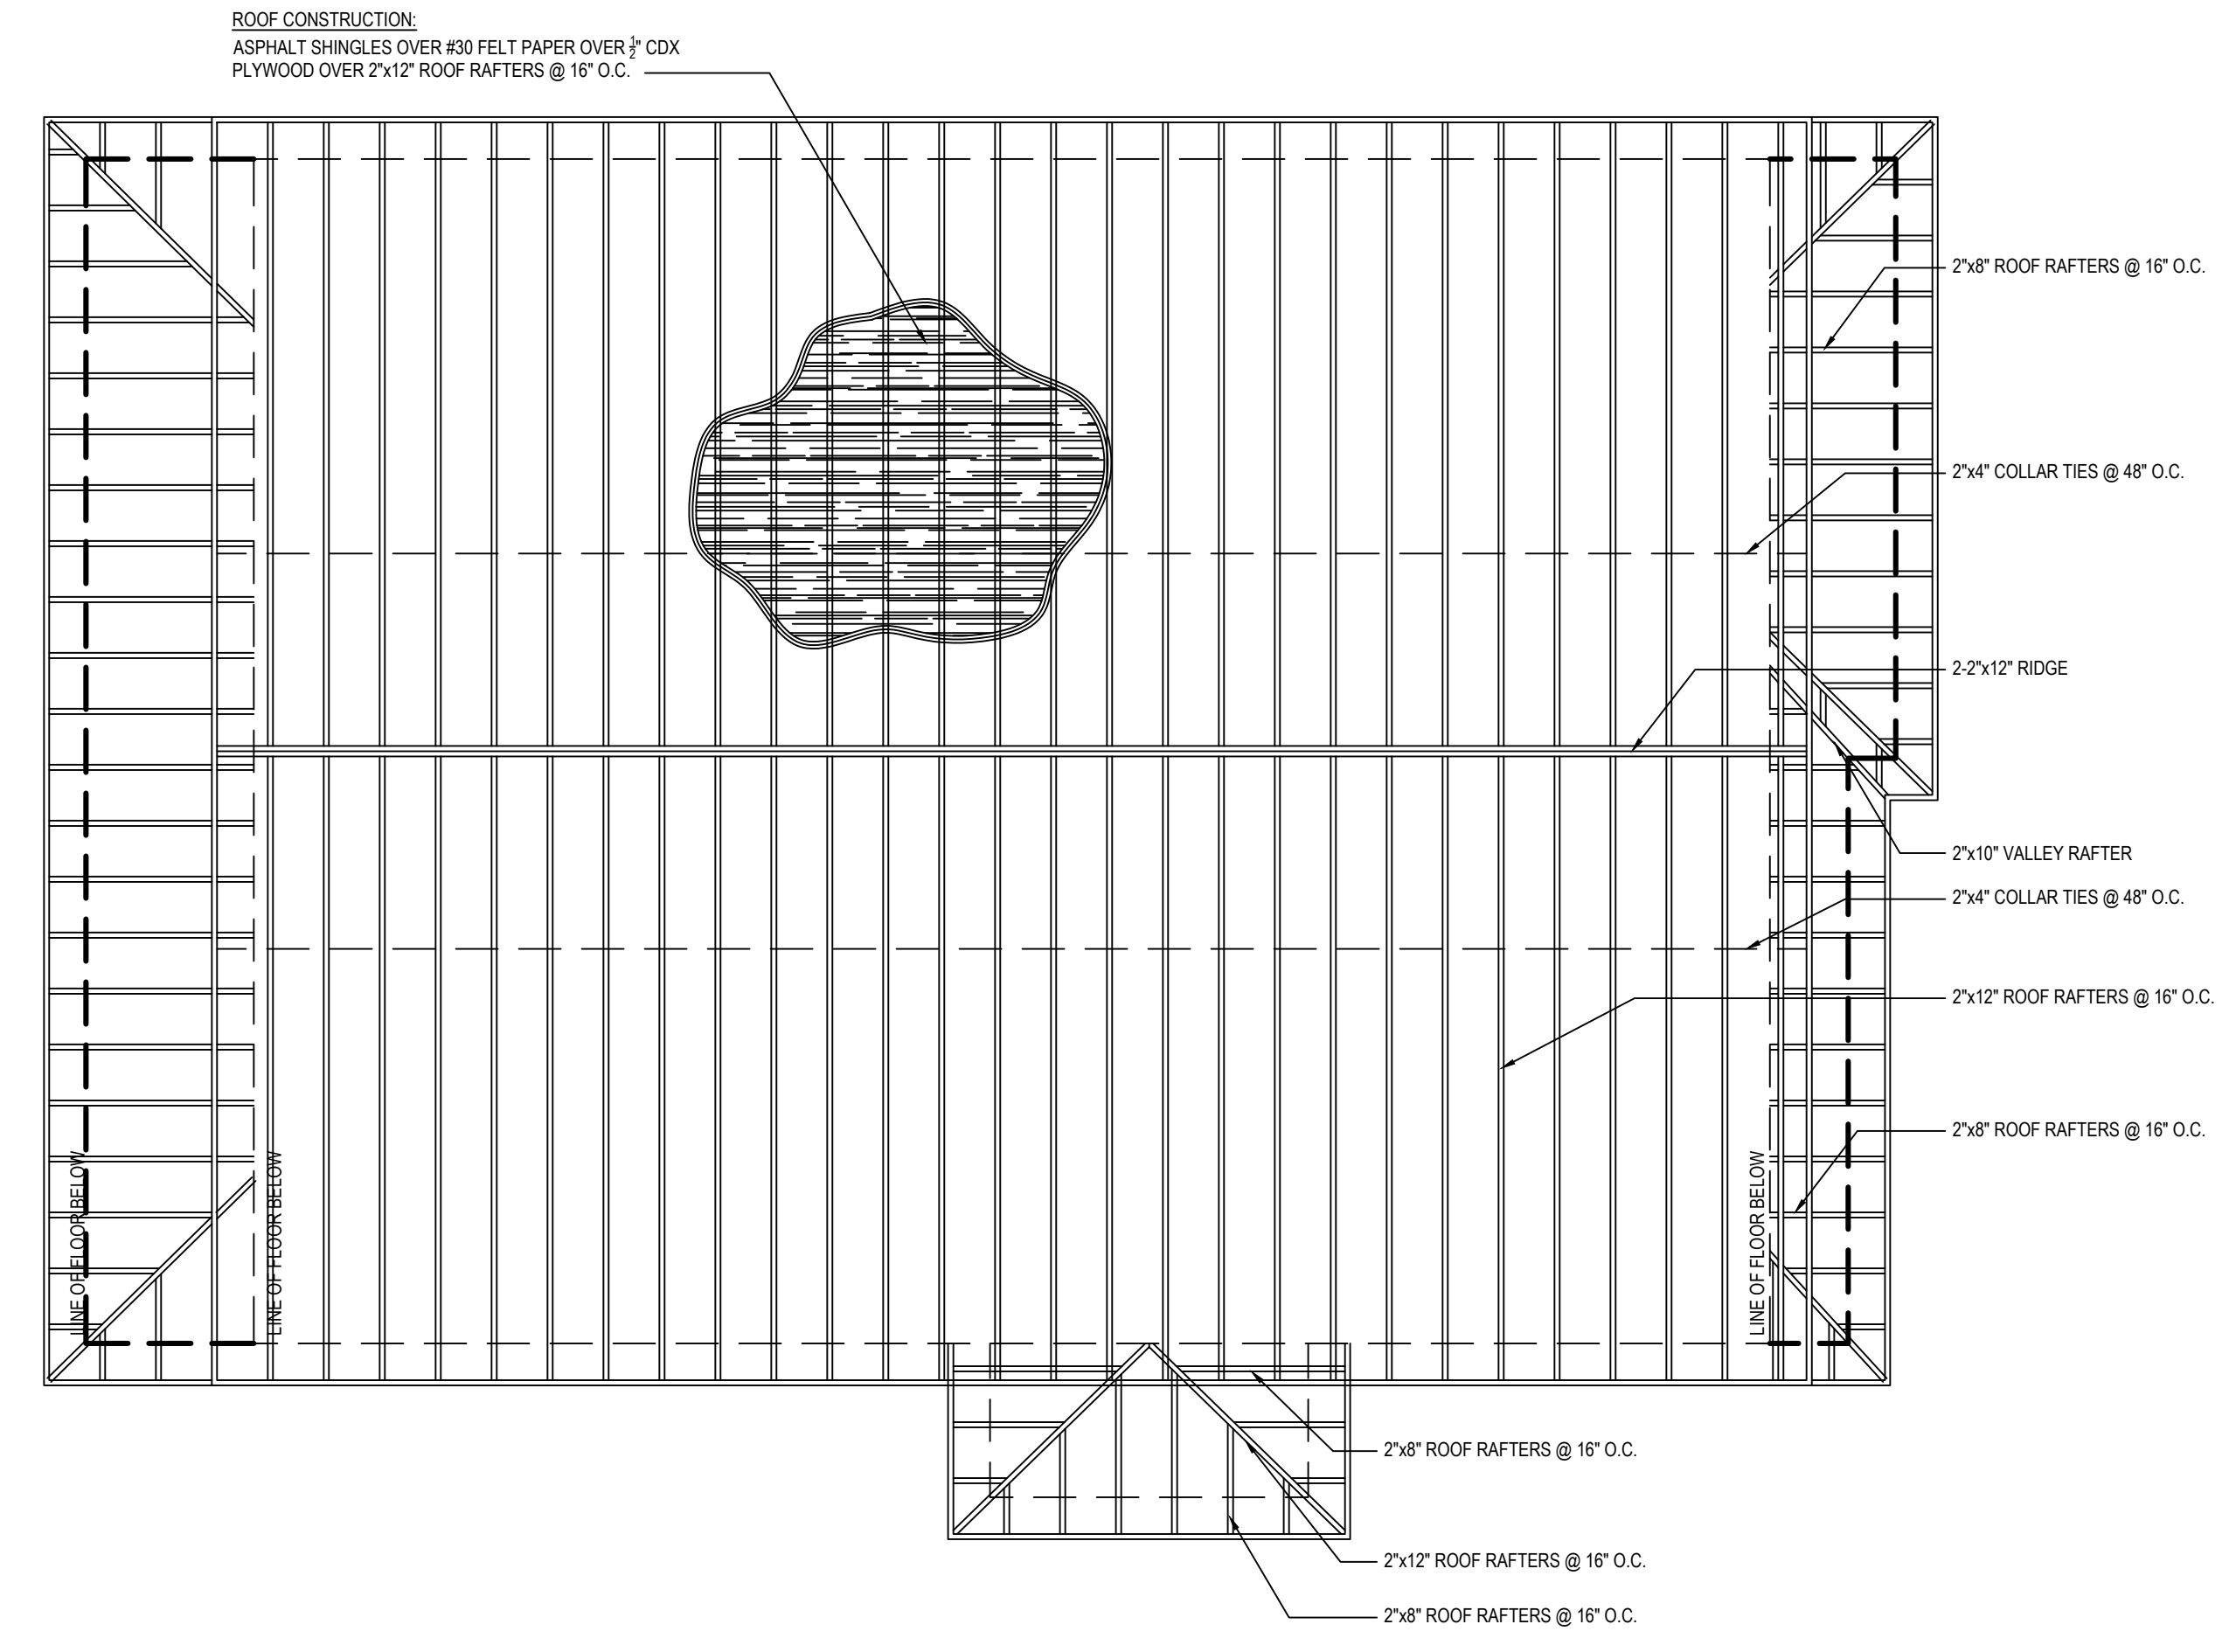 ROOF CONSTRUCTION:
ASPHALT SHINGLES OVER #30 FELT PAPER OVER ½" CDX
PLYWOOD OVER 2"x12" ROOF RAFTERS @ 16" O.C.
2"x8" ROOF RAFTERS @ 16" O.C.
2"x4" COLLAR TIES @ 48" O.C.
2-2"x12" RIDGE
2"x10" VALLEY RAFTER
2"x4" COLLAR TIES @ 48" O.C.
2"x12" ROOF RAFTERS @ 16" O.C.
2"x8" ROOF RAFTERS @ 16" O.C.
LINE OF FLOOR BELOW
LINE OF FLOOR BELOW
LINE OF FLOOR BELOW
2"x8" ROOF RAFTERS @ 16" O.C.
2"x12" ROOF RAFTERS @ 16" O.C.
2"x8" ROOF RAFTERS @ 16" O.C.